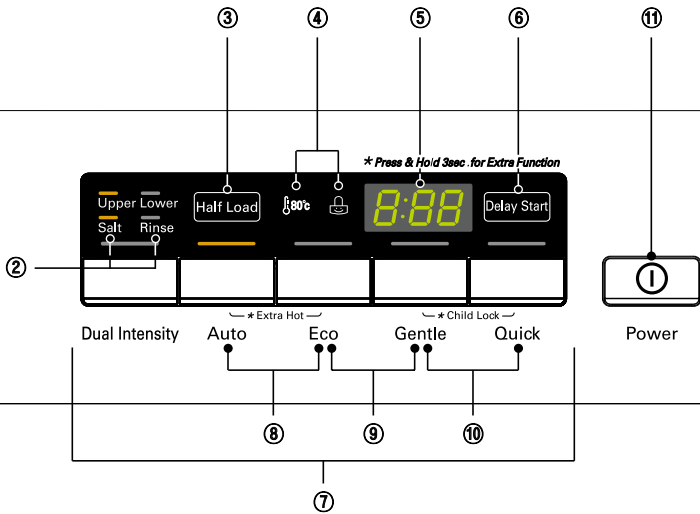 ③ ④ ⑤ ⑥ ⑪
* Press & Hold 3sec .for Extra Function
Upper Lower
Half Load
80℃
8:88
Delay Start
Salt Rinse
②
* Extra Hot
* Child Lock
Dual Intensity Auto Eco Gentle Quick Power
⑧ ⑨ ⑩
⑦